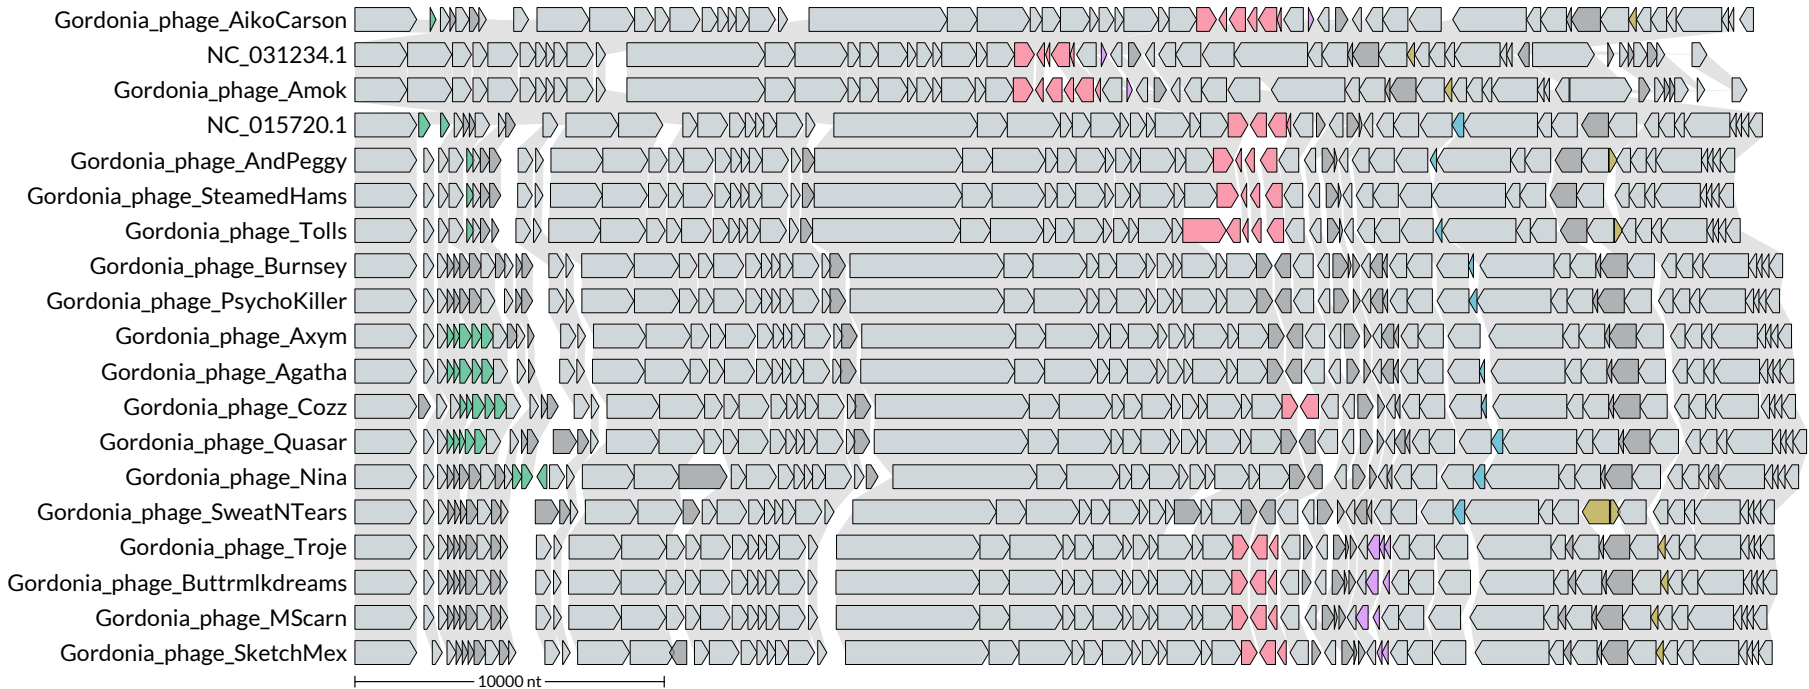 Gordonia_phage_AikoCarson
NC_031234.1
Gordonia_phage_Amok
NC_015720.1
Gordonia_phage_AndPeggy
Gordonia_phage_SteamedHams
Gordonia_phage_Tolls
Gordonia_phage_Burnsey
Gordonia_phage_PsychoKiller
Gordonia_phage_Axym
Gordonia_phage_Agatha
Gordonia_phage_Cozz
Gordonia_phage_Quasar
Gordonia_phage_Nina
Gordonia_phage_SweatNTears
Gordonia_phage_Troje
Gordonia_phage_Buttrmlkdreams
Gordonia_phage_MScarn
Gordonia_phage_SketchMex
10000 nt